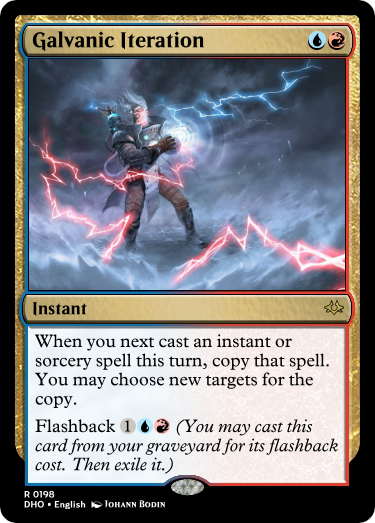 Galvanic Iteration
Instant
When you next cast an instant or
sorcery spell this turn, copy that spell.
You may choose new targets for the
copy.
Flashback 1 (You may cast this
card from your graveyard for its flashback
cost. Then exile it.)
R 0198
DHO • English Johann Bodin